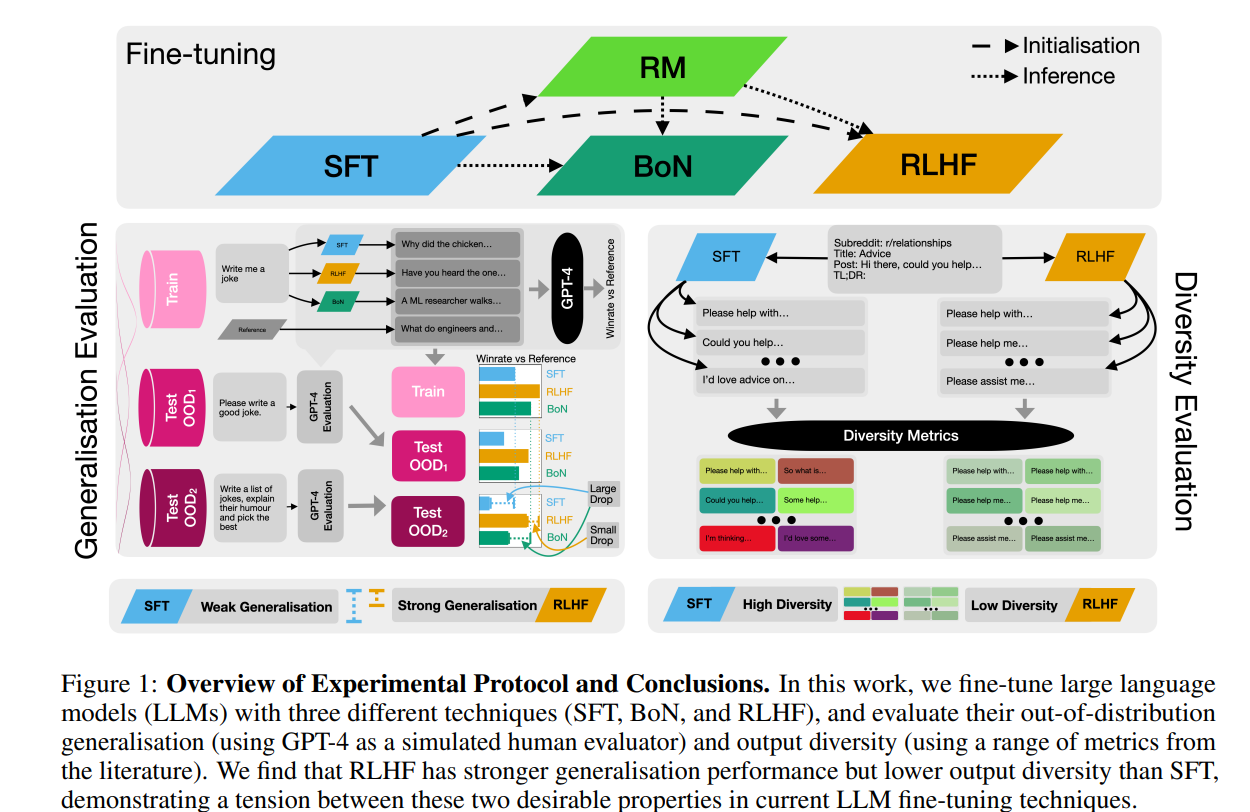 Fine-tuning
Initialisation
Inference
RM
SFT
BoN
RLHF
Generalisation Evaluation
Train
Write me a
joke
SFT
RLHF
BoN
Reference
Why did the chicken...
Have you heard the one...
A ML researcher walks...
What do engineers and...
GPT-4
Winrate vs Reference
Test
OOD1
Please write a
good joke.
GPT-4
Evaluation
Test
OOD2
Write a list of
jokes, explain
their humour
and pick the
best
GPT-4
Evaluation
Winrate vs Reference
Train
SFT
RLHF
BoN
Test
OOD1
SFT
RLHF
BoN
Test
OOD2
SFT
RLHF
BoN
Large
Drop
Small
Drop
SFT
Weak Generalisation
Strong Generalisation
RLHF
Diversity Evaluation
SFT
Subreddit: r/relationships
Title: Advice
Post: Hi there, could you help...
TL;DR:
RLHF
Please help with...
Could you help...
I'd love advice on...
Please help with...
Please help me...
Please assist me...
Diversity Metrics
Please help with... So what is...
Could you help... Some help...
I'm thinking... I'd love some...
Please help with... Please help with...
Please help me... Please help me...
Please assist me... Please assist me...
SFT
High Diversity
Low Diversity
RLHF
Figure 1: Overview of Experimental Protocol and Conclusions. In this work, we fine-tune large language
models (LLMs) with three different techniques (SFT, BoN, and RLHF), and evaluate their out-of-distribution
generalisation (using GPT-4 as a simulated human evaluator) and output diversity (using a range of metrics from
the literature). We find that RLHF has stronger generalisation performance but lower output diversity than SFT,
demonstrating a tension between these two desirable properties in current LLM fine-tuning techniques.